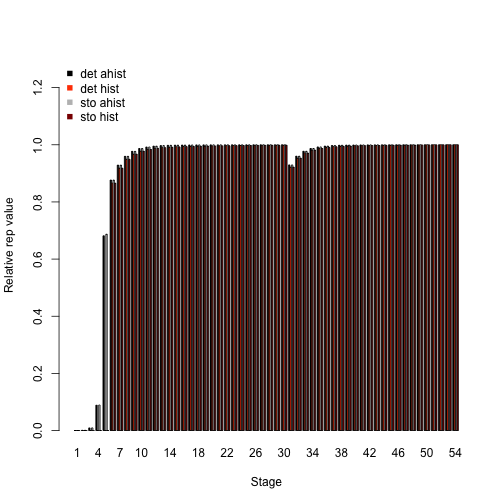 det ahist
det hist
sto ahist
sto hist
Relative rep value
0.0 0.2 0.4 0.6 0.8 1.0 1.2
1 4 7 10 14 18 22 26 30 34 38 42 46 50 54
Stage